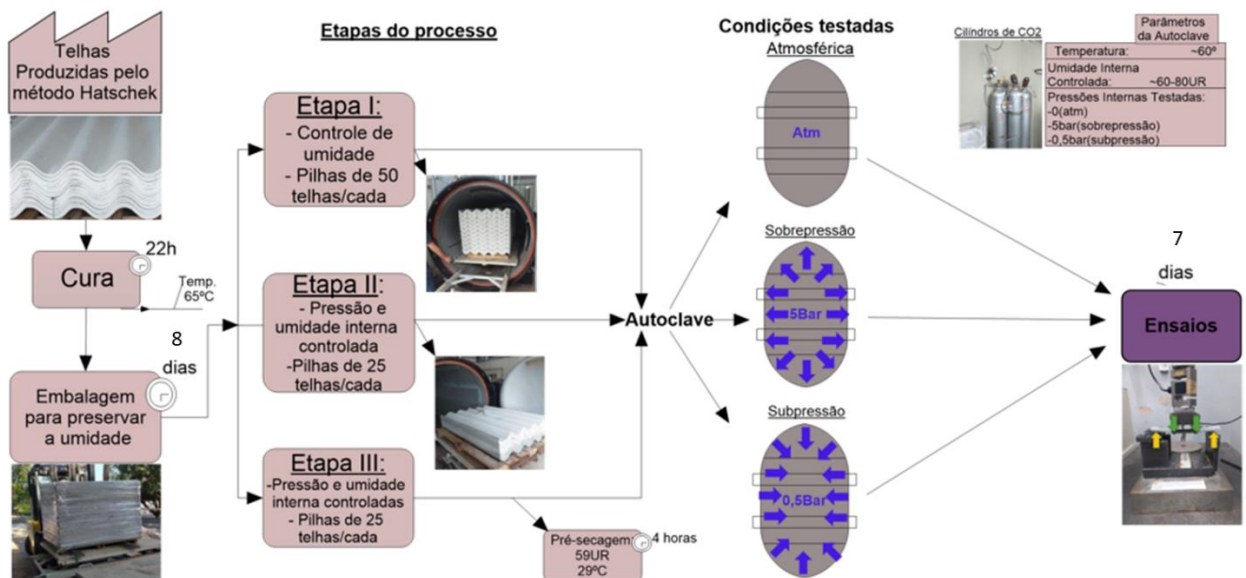 Telhas
Produzidas pelo
método Hatschek
Cura
22h
Temp.
65ºC
8
dias
Embalagem
para preservar
a umidade
Etapas do processo
Etapa I:
- Controle de
umidade
- Pilhas de 50
telhas/cada
Etapa II:
- Pressão e
umidade interna
controlada
-Pilhas de 25
telhas/cada
Etapa III:
-Pressão e umidade
interna controladas
- Pilhas de 25
telhas/cada
Pré-secagem:
59UR
29ºC
4 horas
Autoclave
Condições testadas
Atmosférica
Atm
Sobrepressão
5Bar
Subpressão
0,5Bar
Cilíndros de CO2
Parâmetros
da Autoclave
Temperatura: ~60º
Umidade Interna
Controlada: ~60-80UR
Pressões Internas Testadas:
-0(atm)
-5bar(sobrepressão)
-0,5bar(subpressão)
7
dias
Ensaios